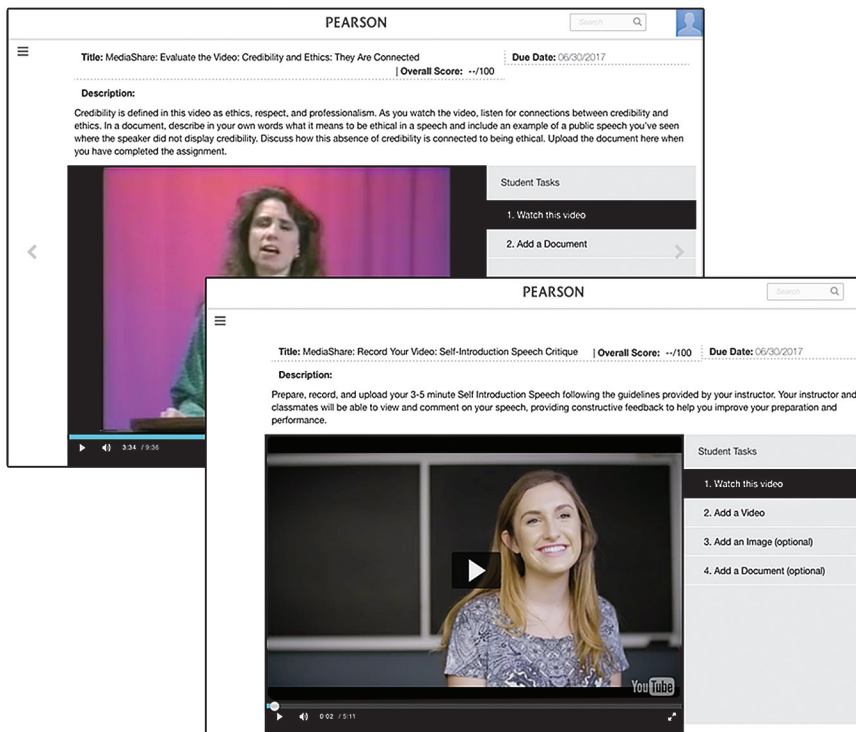 PEARSON
Search
Title: MediaShare: Evaluate the Video: Credibility and Ethics: They Are Connected
Due Date: 06/30/2017
| Overall Score: --/100
Description:
Credibility is defined in this video as ethics, respect, and professionalism. As you watch the video, listen for connections between credibility and
ethics. In a document, describe in your own words what it means to be ethical in a speech and include an example of a public speech you've seen
where the speaker did not display credibility. Discuss how this absence of credibility is connected to being ethical. Upload the document here when
you have completed the assignment.
Student Tasks
1. Watch this video
2. Add a Document
3:34 / 9:36
PEARSON
Search
Title: MediaShare: Record Your Video: Self-Introduction Speech Critique | Overall Score: --/100 Due Date: 06/30/2017
Description:
Prepare, record, and upload your 3-5 minute Self Introduction Speech following the guidelines provided by your instructor. Your instructor and
classmates will be able to view and comment on your speech, providing constructive feedback to help you improve your preparation and
performance.
Student Tasks
1. Watch this video
2. Add a Video
3. Add an Image (optional)
4. Add a Document (optional)
YouTube
0:02 / 5:11